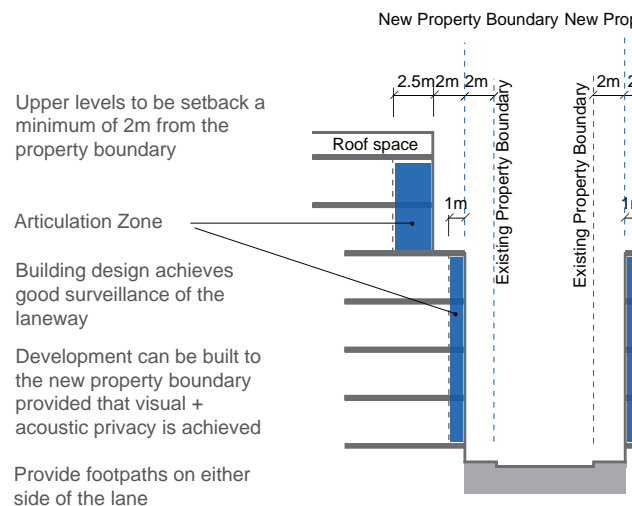 New Property Boundary New Prop
2.5m 2m 2m 2m 2
Upper levels to be setback a
minimum of 2m from the
property boundary
Roof space
Existing Property Boundary
Existing Property Boundary
1m 1m
Articulation Zone
Building design achieves
good surveillance of the
laneway
Development can be built to
the new property boundary
provided that visual +
acoustic privacy is achieved
Provide footpaths on either
side of the lane